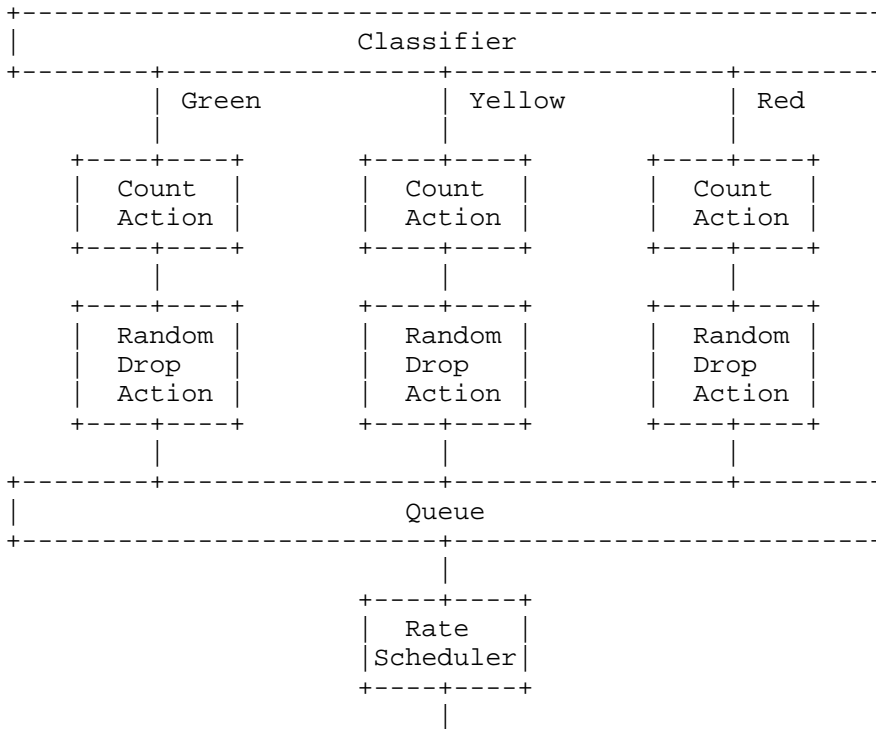 Classifier
Green Yellow Red
Count Count Count
Action Action Action
Random Random Random
Drop Drop Drop
Action Action Action
Queue
Rate
Scheduler